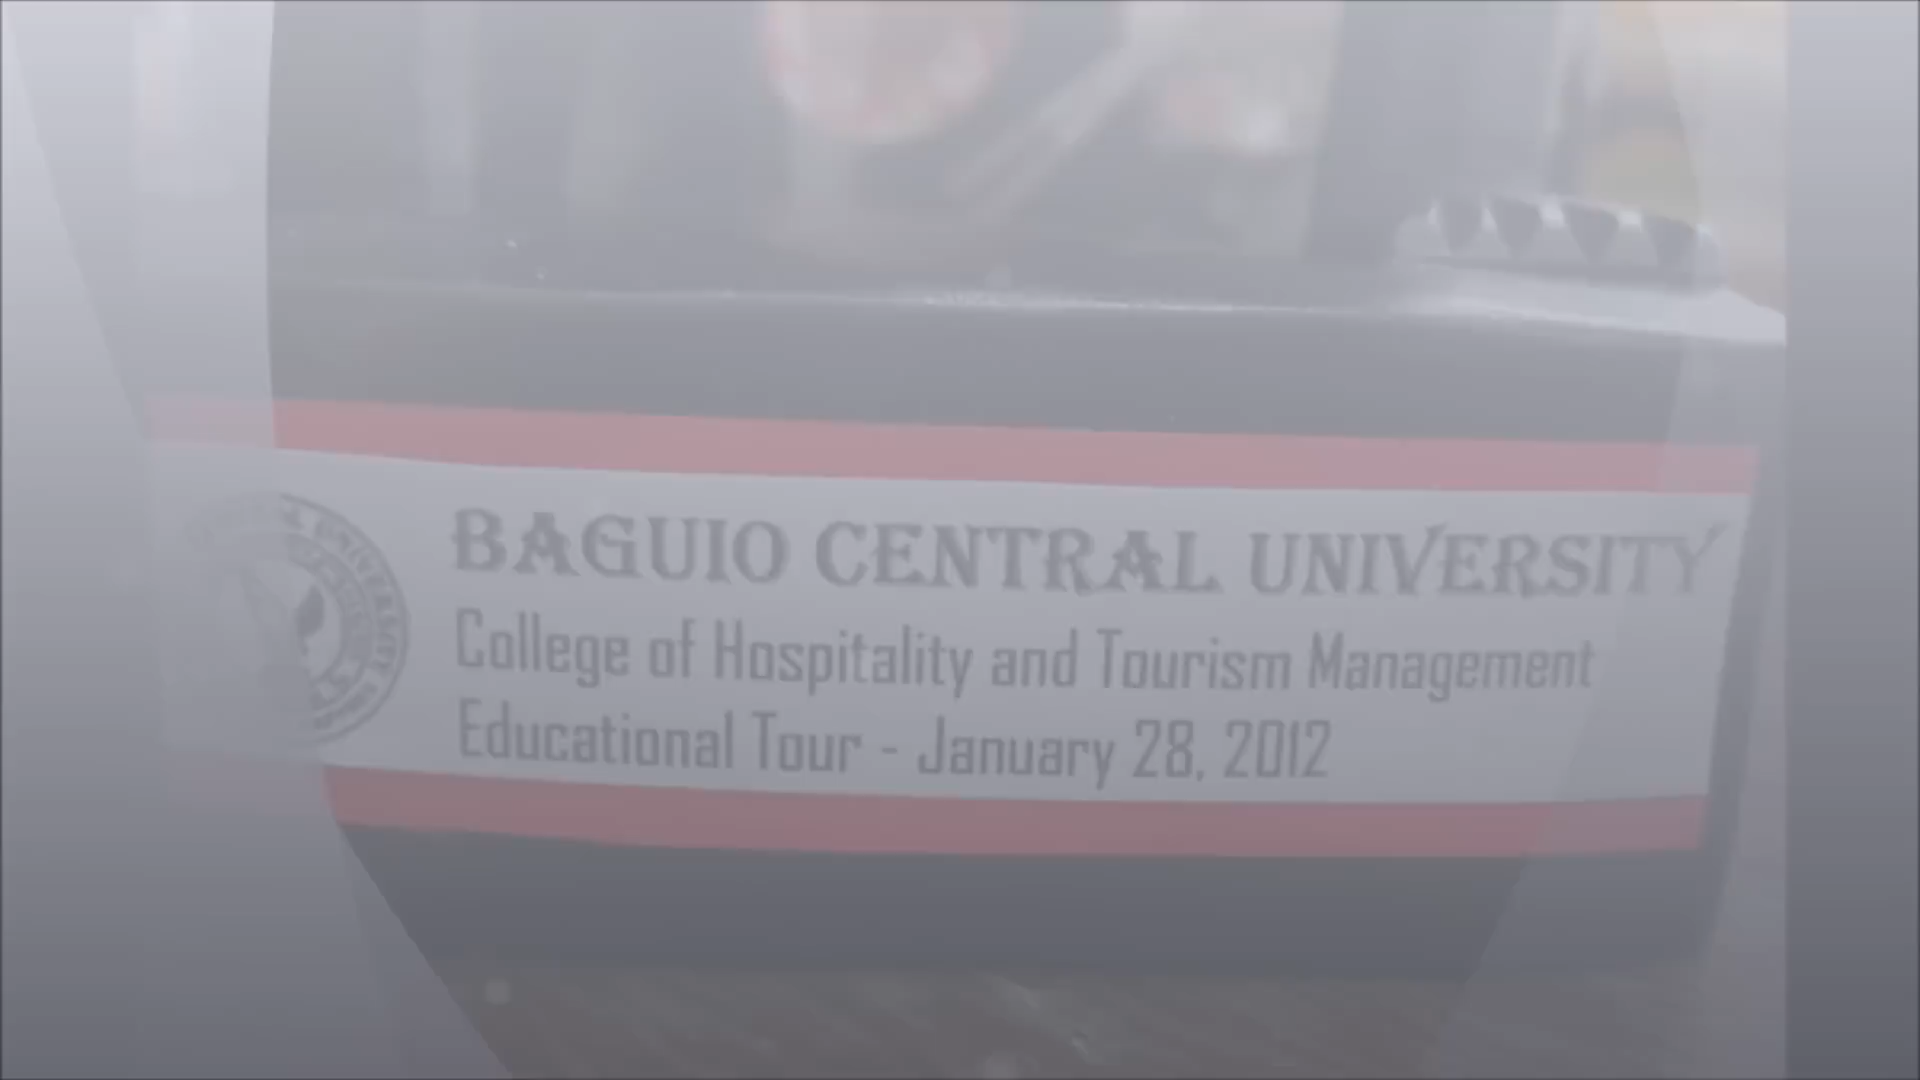 BAGUIO CENTRAL UNIVERSITY
College of Hospitality and Tourism Management
Educational Tour - January 28, 2012